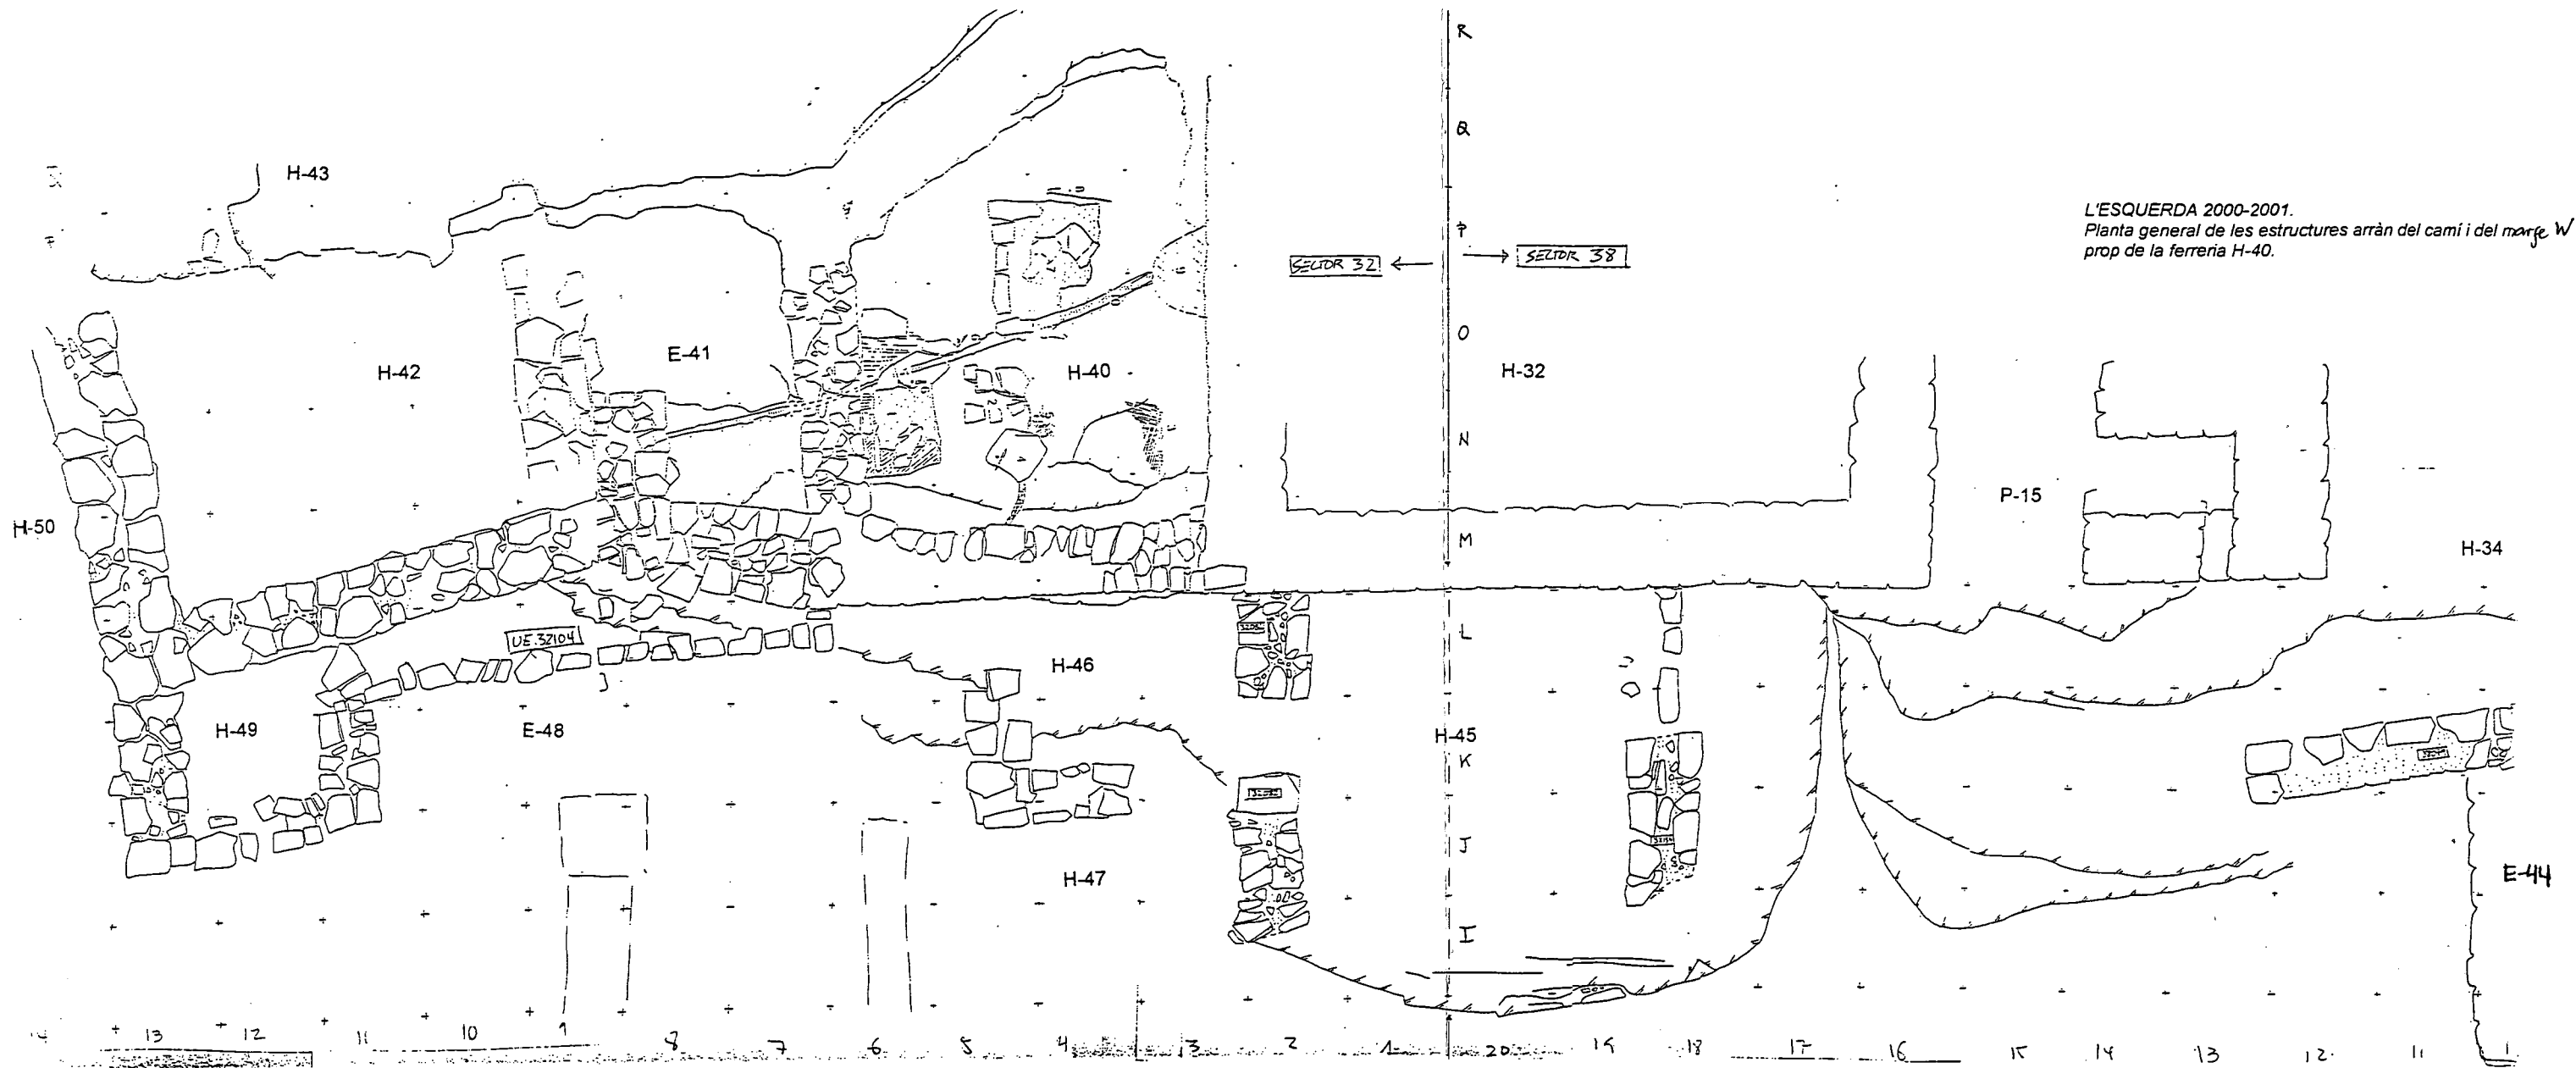 R
Q
H-43
L'ESQUERDA 2000-2001.
Planta general de les estructures arràn del camí i del marge W
prop de la ferreria H-40.
P
SECTOR 32 ← → SECTOR 38
O
H-42
E-41
H-40
H-32
N
P-15
H-50
M
H-34
UE.32104
L
H-46
H-49
E-48
H-45
K
J
H-47
E-44
I
13 12 11 10 9 8 7 6 5 4 3 2 1 20 19 18 17 16 15 14 13 12 11